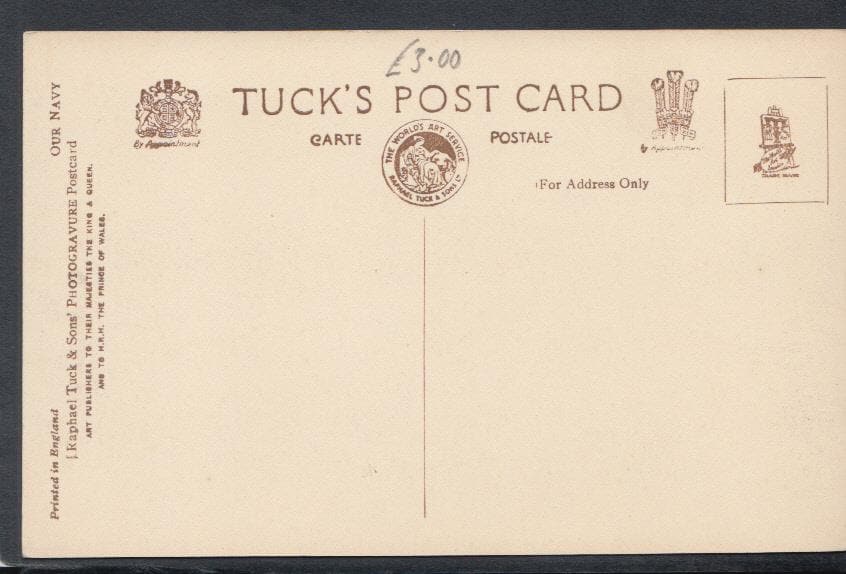 £3.00
TUCK'S POST CARD
CARTE POSTALE
THE WORLD'S ART SERVICE
RAPHAEL TUCK & SONS LD
By Appointment
by Appointment
For Address Only
OUR NAVY
Printed in England
Raphael Tuck & Sons' PHOTOGRAVURE Postcard
ART PUBLISHERS TO THEIR MAJESTIES THE KING & QUEEN,
AND TO H.R.H. THE PRINCE OF WALES.